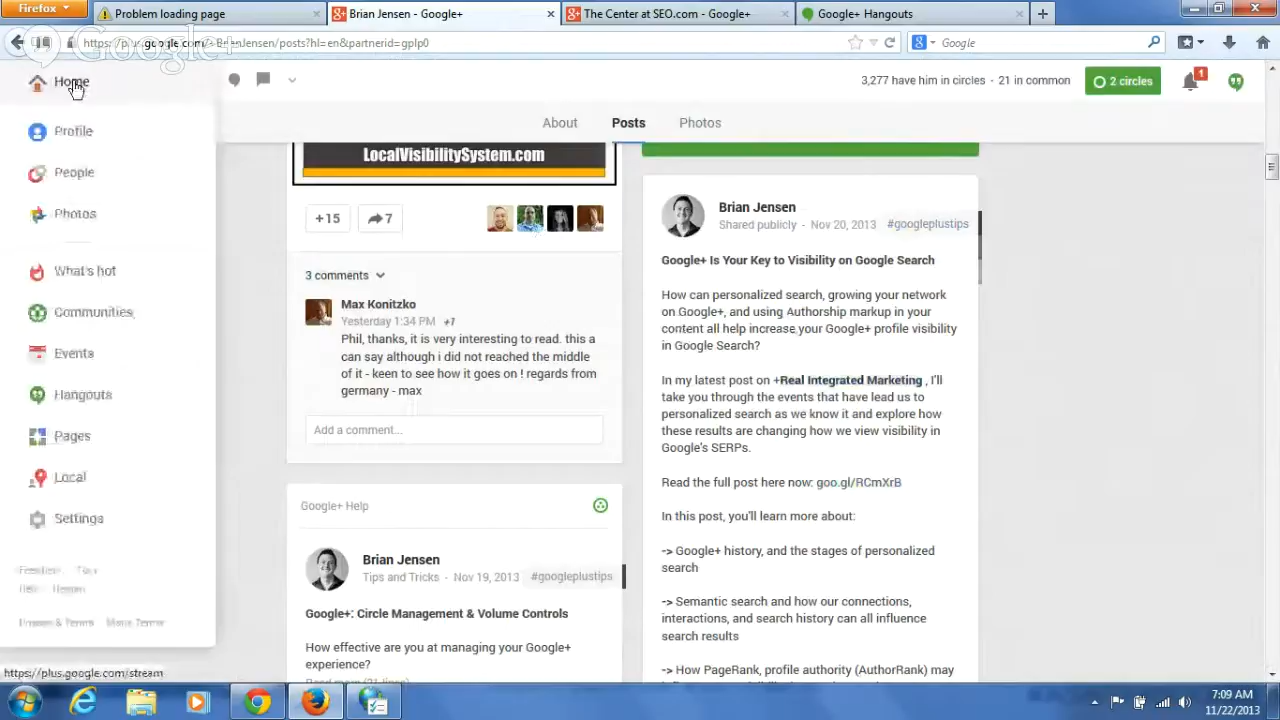 Firefox
Problem loading page
Brian Jensen - Google+
The Center at SEO.com - Google+
Google+ Hangouts
Google
Home
3,277 have him in circles · 21 in common
2 circles
1
About
Posts
Photos
Profile
People
Photos
What's hot
Communities
Events
Hangouts
Pages
Local
Settings
LocalVisibilitySystem.com
+15
7
3 comments
Max Konitzko
Yesterday 1:34 PM +1
Phil, thanks, it is very interesting to read. this a
can say although i did not reached the middle
of it - keen to see how it goes on ! regards from
germany - max
Add a comment...
Google+ Help
Brian Jensen
Tips and Tricks - Nov 19, 2013 #googleplustips
Google+: Circle Management & Volume Controls
How effective are you at managing your Google+
experience?
Brian Jensen
Shared publicly - Nov 20, 2013 #googleplustips
Google+ Is Your Key to Visibility on Google Search
How can personalized search, growing your network
on Google+, and using Authorship markup in your
content all help increase your Google+ profile visibility
in Google Search?
In my latest post on +Real Integrated Marketing , I'll
take you through the events that have lead us to
personalized search as we know it and explore how
these results are changing how we view visibility in
Google's SERPs.
Read the full post here now: goo.gl/RCmXrB
In this post, you'll learn more about:
-> Google+ history, and the stages of personalized
search
-> Semantic search and how our connections,
interactions, and search history can all influence
search results
-> How PageRank, profile authority (AuthorRank) may
https://plus.google.com/stream
7:09 AM
11/22/2013